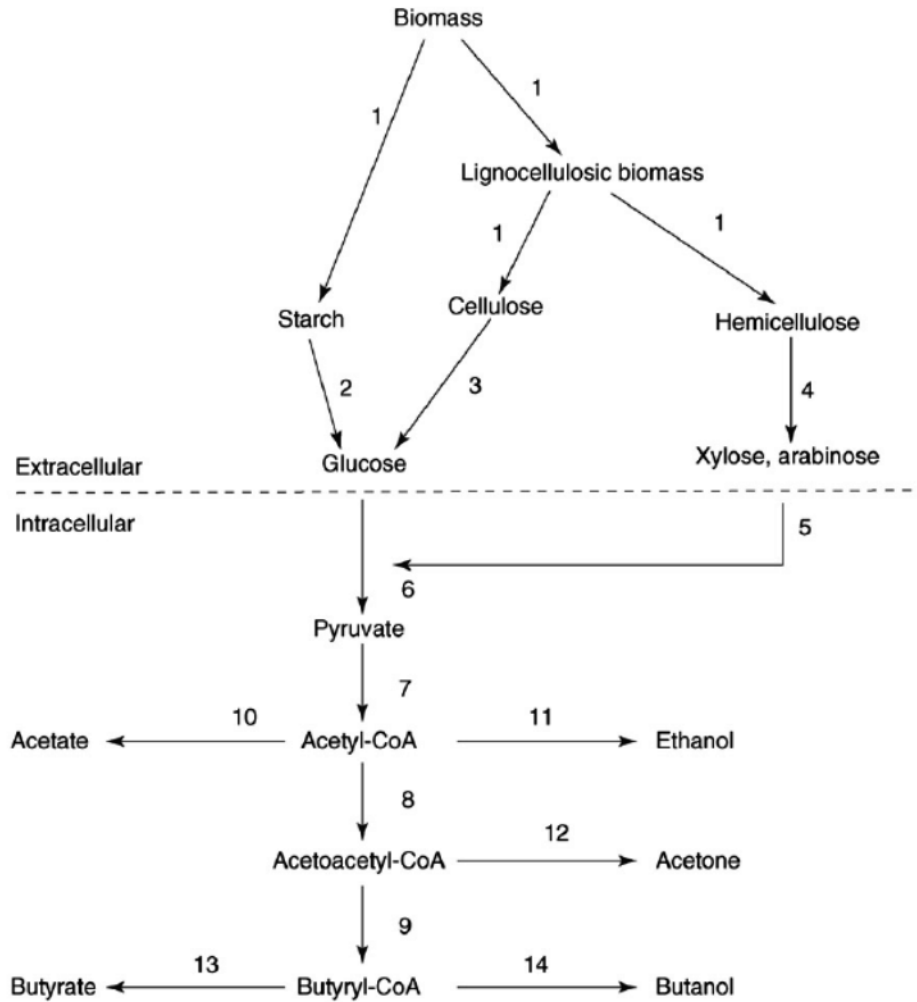 Biomass
1
1
Lignocellulosic biomass
1
1
Starch
Cellulose
Hemicellulose
2
3
4
Extracellular
Glucose
Xylose, arabinose
Intracellular
5
6
Pyruvate
7
Acetate
10
Acetyl-CoA
11
Ethanol
8
Acetoacetyl-CoA
12
Acetone
9
Butyrate
13
Butyryl-CoA
14
Butanol